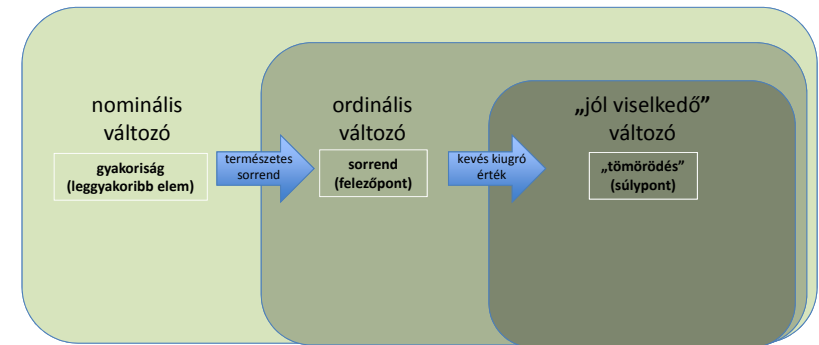 nominális
változó
gyakoriság
(leggyakoribb elem)
természetes
sorrend
ordinális
változó
sorrend
(felezőpont)
kevés kiugró
érték
„jól viselkedő”
változó
„tömörödés”
(súlypont)